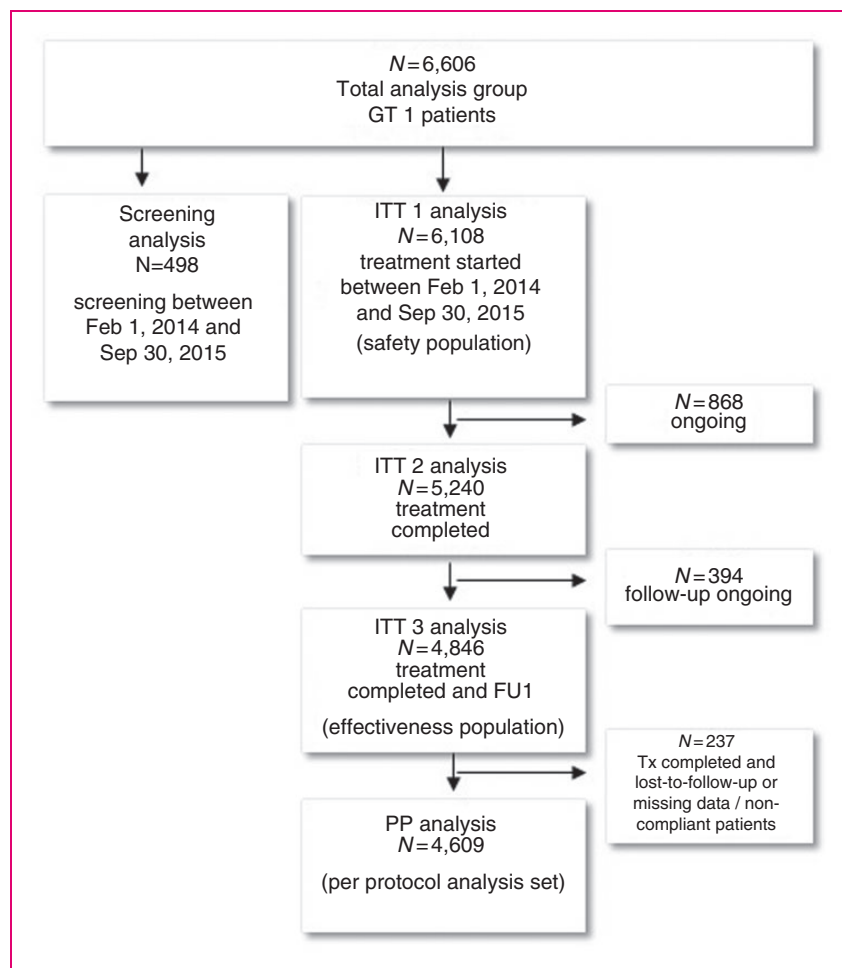 N=6,606
Total analysis group
GT 1 patients
Screening
analysis
N=498
screening between
Feb 1, 2014 and
Sep 30, 2015
ITT 1 analysis
N=6,108
treatment started
between Feb 1, 2014
and Sep 30, 2015
(safety population)
N=868
ongoing
ITT 2 analysis
N=5,240
treatment
completed
N=394
follow-up ongoing
ITT 3 analysis
N=4,846
treatment
completed and FU1
(effectiveness population)
N=237
Tx completed and
lost-to-follow-up or
missing data / non-
compliant patients
PP analysis
N=4,609
(per protocol analysis set)